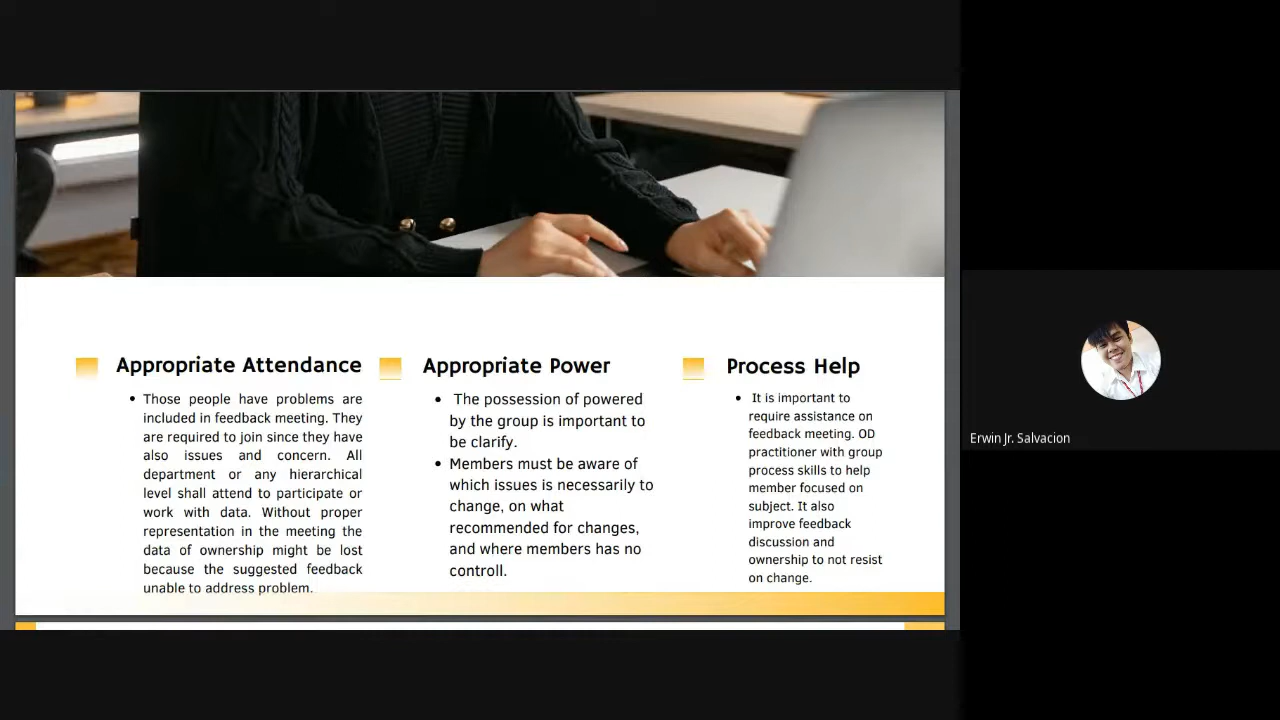 Appropriate Attendance
Those people have problems are
included in feedback meeting. They
are required to join since they have
also issues and concern. All
department or any hierarchical
level shall attend to participate or
work with data. Without proper
representation in the meeting the
data of ownership might be lost
because the suggested feedback
unable to address problem.
Appropriate Power
The possession of powered
by the group is important to
be clarify.
Members must be aware of
which issues is necessarily to
change, on what
recommended for changes,
and where members has no
controll.
Process Help
It is important to
require assistance on
feedback meeting. OD
practitioner with group
process skills to help
member focused on
subject. It also
improve feedback
discussion and
ownership to not resist
on change.
Erwin Jr. Salvacion